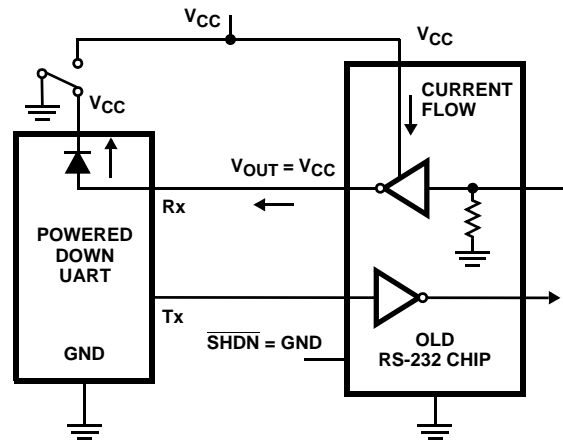 VCC
VCC
VCC
CURRENT
FLOW
VOUT = VCC
Rx
POWERED
DOWN
UART
Tx
GND
SHDN = GND
OLD
RS-232 CHIP